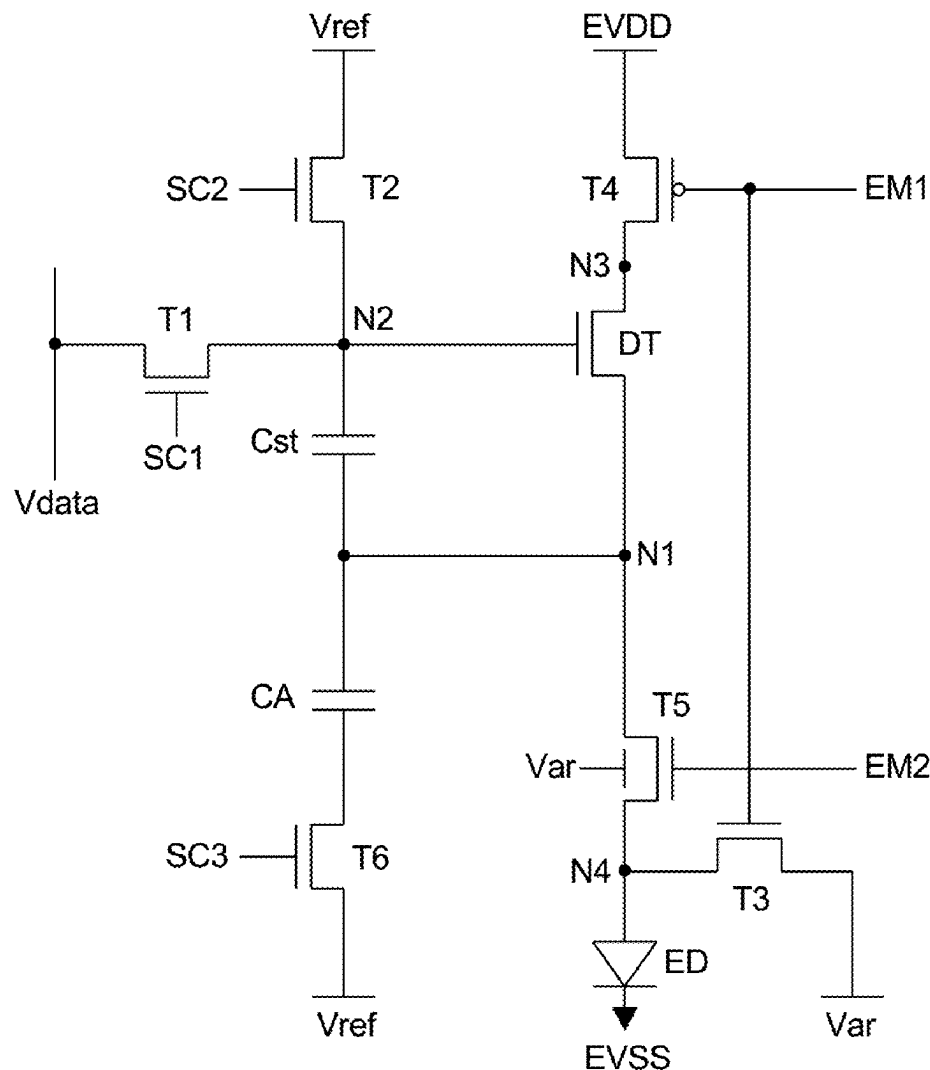 Vref
EVDD
SC2
T2
T4
EM1
N3
T1
N2
DT
Cst
SC1
Vdata
N1
CA
T5
Var
EM2
SC3
T6
N4
T3
ED
Vref
Var
EVSS